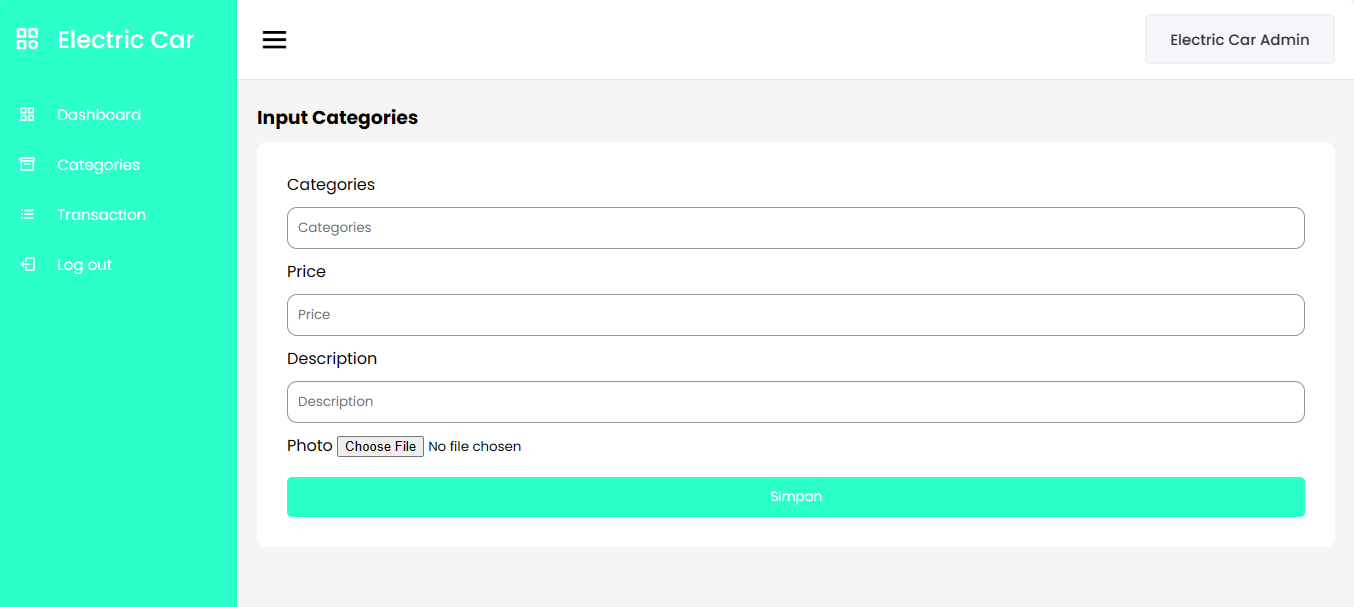 Electric Car
Electric Car Admin
Dashboard
Categories
Transaction
Log out
Input Categories
Categories
Categories
Price
Price
Description
Description
Photo Choose File No file chosen
Simpan